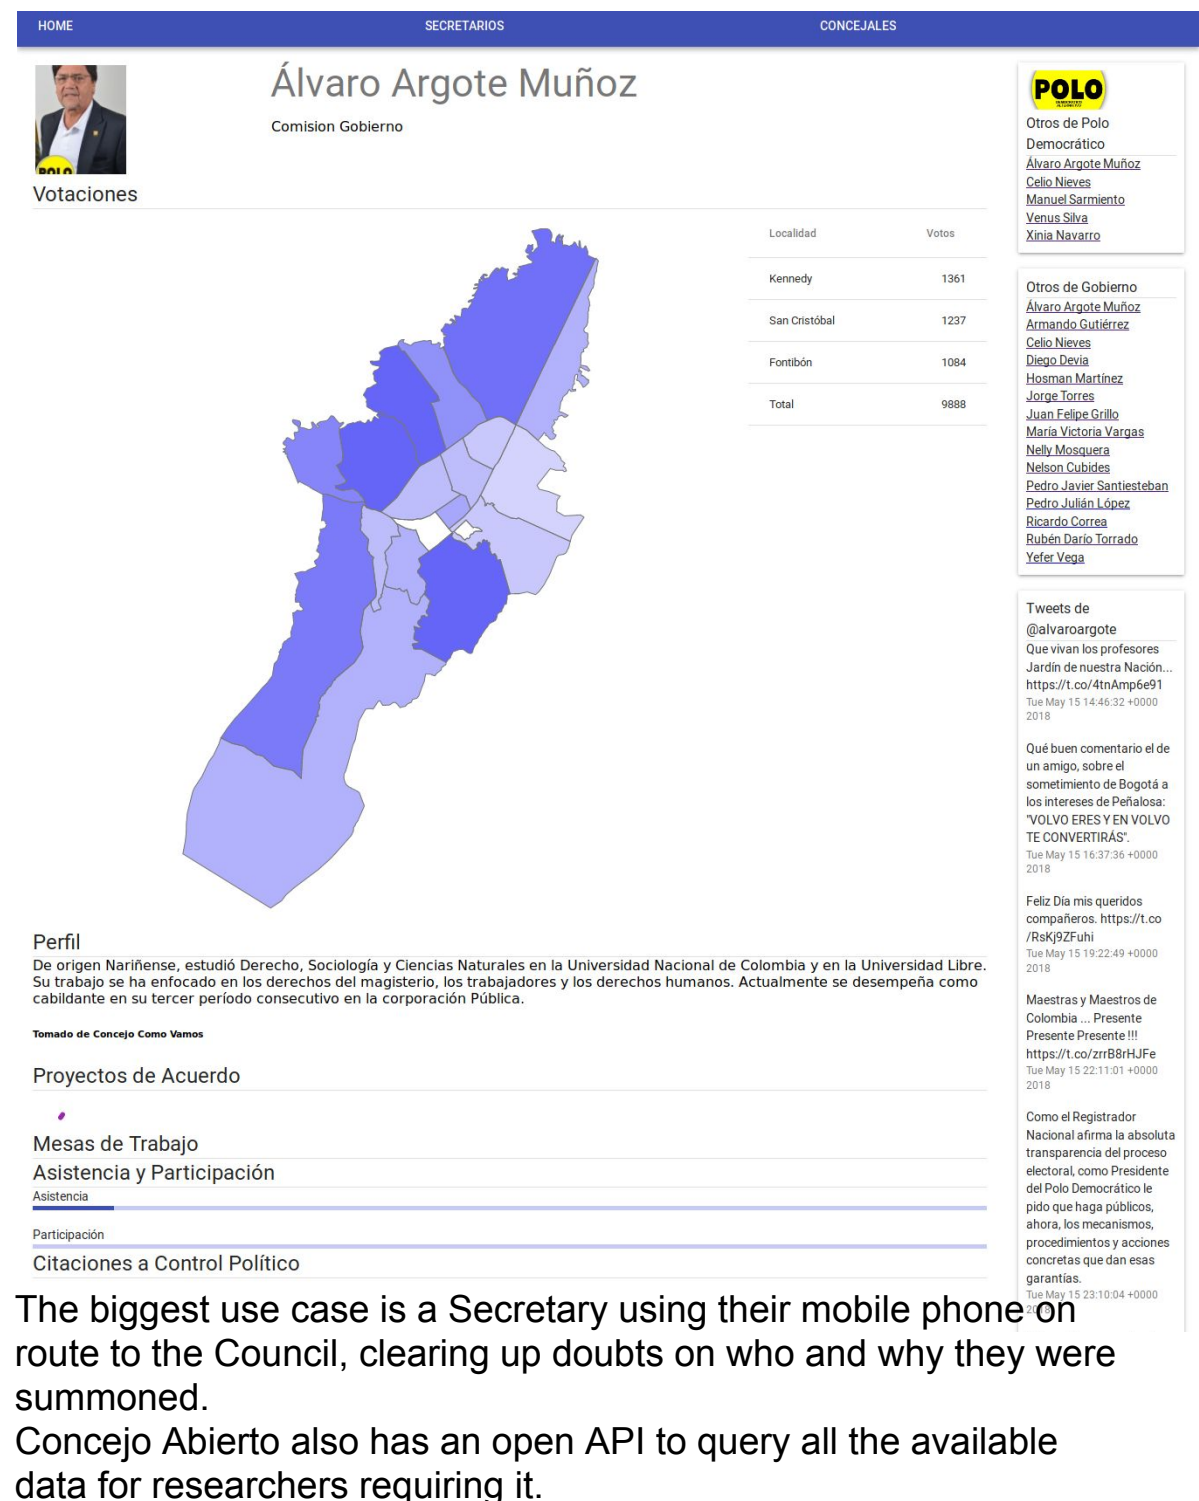 HOME SECRETARIOS CONCEJALES
POLO
Álvaro Argote Muñoz
Comision Gobierno
Votaciones
Localidad Votos
Kennedy 1361
San Cristóbal 1237
Fontibón 1084
Total 9888
Perfil
De origen Nariñense, estudió Derecho, Sociología y Ciencias Naturales en la Universidad Nacional de Colombia y en la Universidad Libre.
Su trabajo se ha enfocado en los derechos del magisterio, los trabajadores y los derechos humanos. Actualmente se desempeña como
cabildante en su tercer período consecutivo en la corporación Pública.
Tomado de Concejo Como Vamos
Proyectos de Acuerdo
Mesas de Trabajo
Asistencia y Participación
Asistencia
Participación
Citaciones a Control Político
POLO
Otros de Polo
Democrático
Álvaro Argote Muñoz
Celio Nieves
Manuel Sarmiento
Venus Silva
Xinia Navarro
Otros de Gobierno
Álvaro Argote Muñoz
Armando Gutiérrez
Celio Nieves
Diego Devia
Hosman Martínez
Jorge Torres
Juan Felipe Grillo
María Victoria Vargas
Nelly Mosquera
Nelson Cubides
Pedro Javier Santiesteban
Pedro Julián López
Ricardo Correa
Rubén Darío Torrado
Yefer Vega
Tweets de
@alvaroargote
Que vivan los profesores
Jardín de nuestra Nación...
https://t.co/4tnAmp6e91
Tue May 15 14:46:32 +0000
2018
Qué buen comentario el de
un amigo, sobre el
sometimiento de Bogotá a
los intereses de Peñalosa:
"VOLVO ERES Y EN VOLVO
TE CONVERTIRÁS".
Tue May 15 16:37:36 +0000
2018
Feliz Día mis queridos
compañeros. https://t.co
/RsKj9ZFuhi
Tue May 15 19:22:49 +0000
2018
Maestras y Maestros de
Colombia ... Presente
Presente Presente !!!
https://t.co/zrrB8rHJFe
Tue May 15 22:11:01 +0000
2018
Como el Registrador
Nacional afirma la absoluta
transparencia del proceso
electoral, como Presidente
del Polo Democrático le
pido que haga públicos,
ahora, los mecanismos,
procedimientos y acciones
concretas que dan esas
garantías.
Tue May 15 23:10:04 +0000
2018
The biggest use case is a Secretary using their mobile phone on
route to the Council, clearing up doubts on who and why they were
summoned.
Concejo Abierto also has an open API to query all the available
data for researchers requiring it.